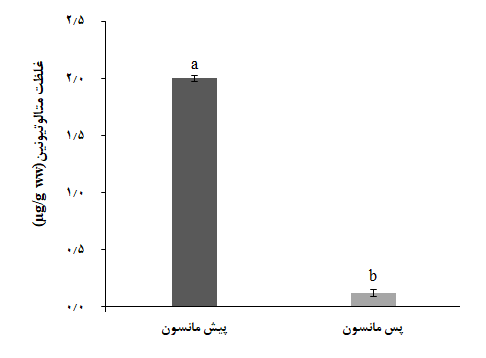 ۲/۵
۲/۰
۱/۵
۱/۰
۰/۵
۰/۰
غلظت متالوتیونین (µg/g ww)
a
b
پیش مانسون
پس مانسون